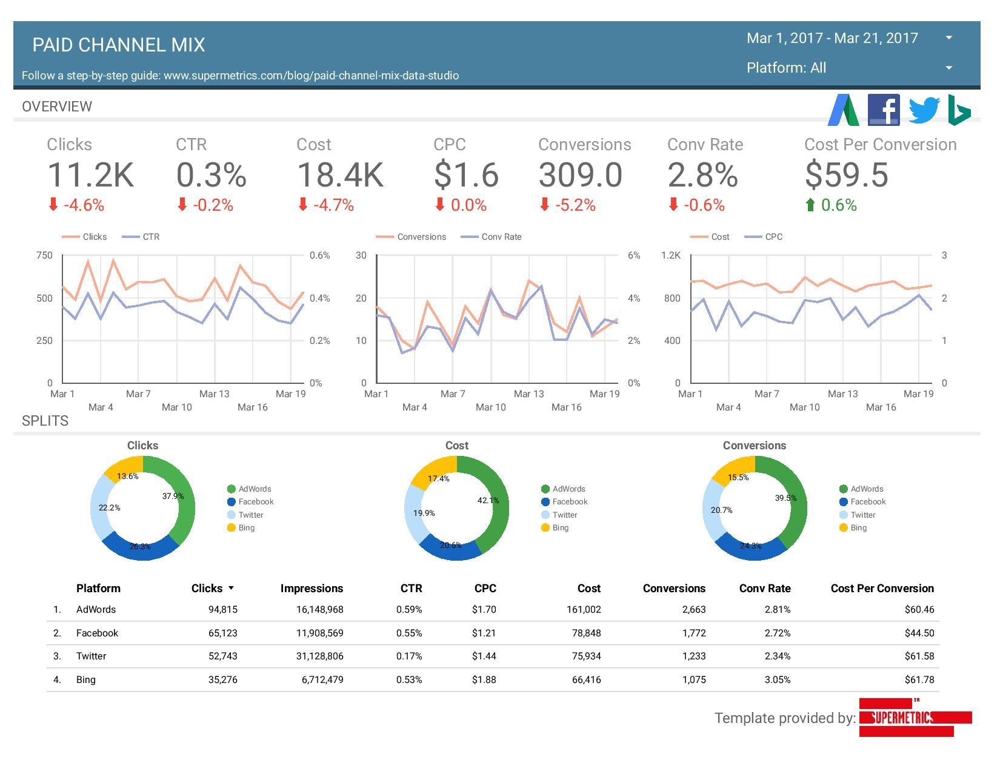 PAID CHANNEL MIX
Mar 1, 2017 - Mar 21, 2017
Follow a step-by-step guide: www.supermetrics.com/blog/paid-channel-mix-data-studio
Platform: All
OVERVIEW
Clicks CTR Cost CPC Conversions Conv Rate Cost Per Conversion
11.2K 0.3% 18.4K $1.6 309.0 2.8% $59.5
-4.6% -0.2% -4.7% 0.0% -5.2% -0.6% 0.6%
Clicks CTR
750 0.6%
500 0.4%
250 0.2%
0 0%
Mar 1 Mar 7 Mar 13 Mar 19
Mar 4 Mar 10 Mar 16
Conversions Conv Rate
30 6%
20 4%
10 2%
0 0%
Mar 1 Mar 7 Mar 13 Mar 19
Mar 4 Mar 10 Mar 16
Cost CPC
1.2K 3
800 2
400 1
0 0
Mar 1 Mar 7 Mar 13 Mar 19
Mar 4 Mar 10 Mar 16
SPLITS
Clicks
13.6%
37.9%
22.2%
26.3%
AdWords
Facebook
Twitter
Bing
Cost
17.4%
42.1%
19.9%
20.6%
AdWords
Facebook
Twitter
Bing
Conversions
15.5%
39.5%
20.7%
24.3%
AdWords
Facebook
Twitter
Bing
Platform Clicks Impressions CTR CPC Cost Conversions Conv Rate Cost Per Conversion
1. AdWords 94,815 16,148,968 0.59% $1.70 161,002 2,663 2.81% $60.46
2. Facebook 65,123 11,908,569 0.55% $1.21 78,848 1,772 2.72% $44.50
3. Twitter 52,743 31,128,806 0.17% $1.44 75,934 1,233 2.34% $61.58
4. Bing 35,276 6,712,479 0.53% $1.88 66,416 1,075 3.05% $61.78
Template provided by: SUPERMETRICS TM